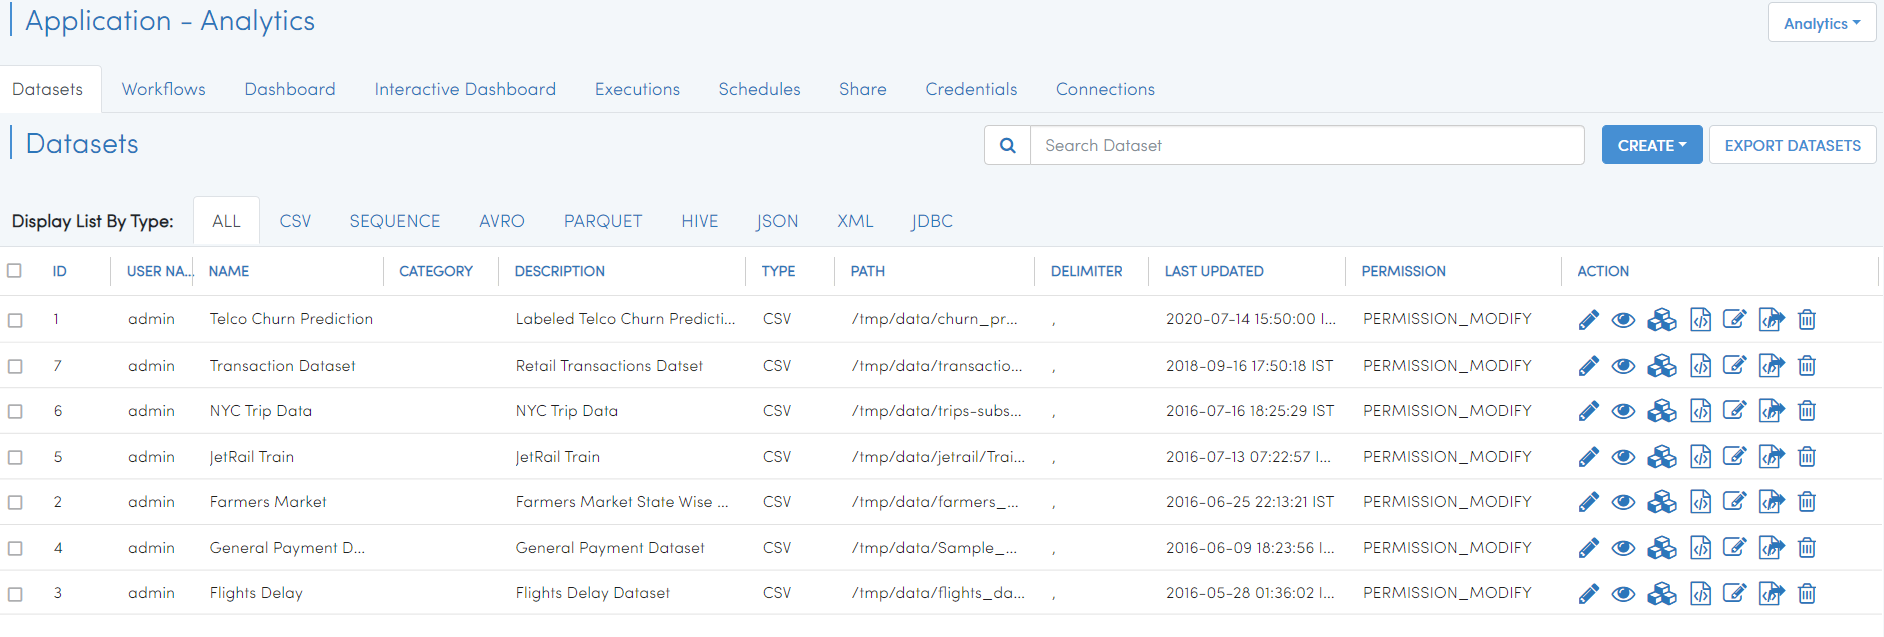 Application - Analytics
Analytics
Datasets Workflows Dashboard Interactive Dashboard Executions Schedules Share Credentials Connections
Datasets
Search Dataset
CREATE
EXPORT DATASETS
Display List By Type: ALL CSV SEQUENCE AVRO PARQUET HIVE JSON XML JDBC
ID USER NA... NAME CATEGORY DESCRIPTION TYPE PATH DELIMITER LAST UPDATED PERMISSION ACTION
1 admin Telco Churn Prediction Labeled Telco Churn Predicti... CSV /tmp/data/churn_pr... , 2020-07-14 15:50:00 I... PERMISSION_MODIFY
7 admin Transaction Dataset Retail Transactions Datset CSV /tmp/data/transactio... , 2018-09-16 17:50:18 IST PERMISSION_MODIFY
6 admin NYC Trip Data NYC Trip Data CSV /tmp/data/trips-subs... , 2016-07-16 18:25:29 IST PERMISSION_MODIFY
5 admin JetRail Train JetRail Train CSV /tmp/data/jetrail/Trai... , 2016-07-13 07:22:57 I... PERMISSION_MODIFY
2 admin Farmers Market Farmers Market State Wise ... CSV /tmp/data/farmers_... , 2016-06-25 22:13:21 IST PERMISSION_MODIFY
4 admin General Payment D... General Payment Dataset CSV /tmp/data/Sample_... , 2016-06-09 18:23:56 I... PERMISSION_MODIFY
3 admin Flights Delay Flights Delay Dataset CSV /tmp/data/flights_da... , 2016-05-28 01:36:02 I... PERMISSION_MODIFY